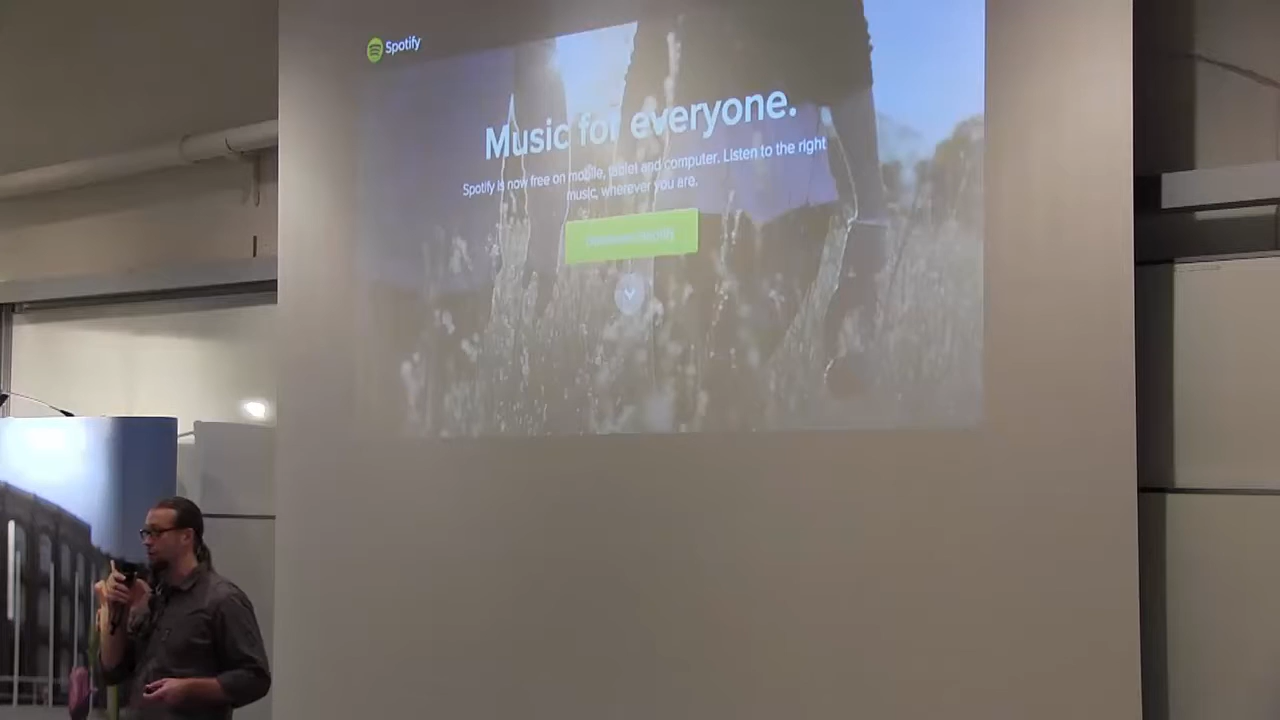 Spotify
Music for everyone.
Spotify is now free on mobile, tablet and computer. Listen to the right
music, wherever you are.